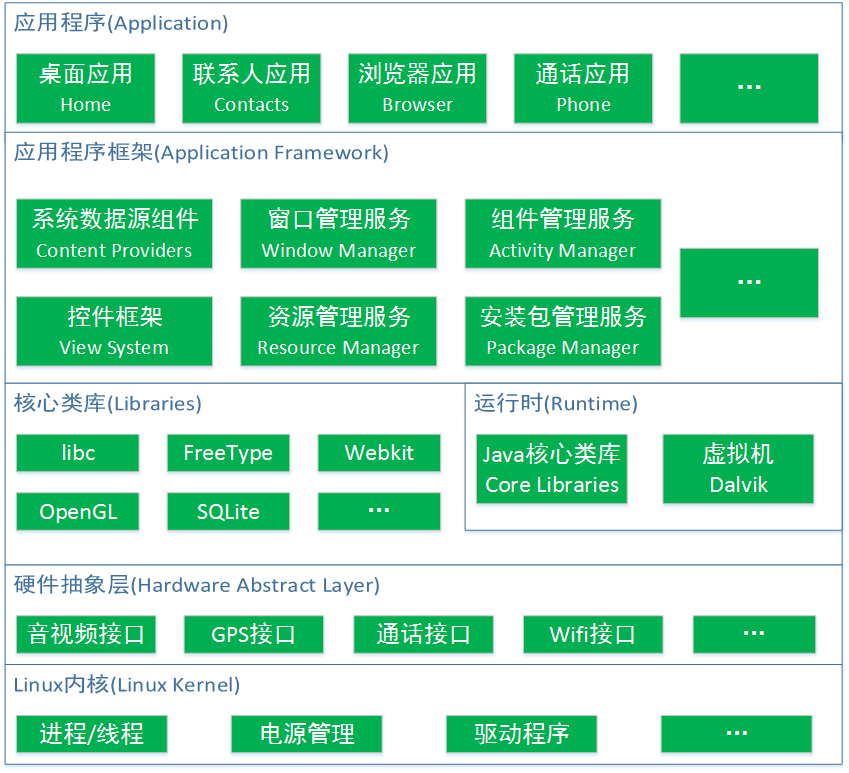 应用程序(Application)
桌面应用
Home
联系人应用
Contacts
浏览器应用
Browser
通话应用
Phone
...
应用程序框架(Application Framework)
系统数据源组件
Content Providers
窗口管理服务
Window Manager
组件管理服务
Activity Manager
...
控件框架
View System
资源管理服务
Resource Manager
安装包管理服务
Package Manager
核心类库(Libraries)
libc
FreeType
Webkit
OpenGL
SQLite
...
运行时(Runtime)
Java核心类库
Core Libraries
虚拟机
Dalvik
硬件抽象层(Hardware Abstract Layer)
音视频接口
GPS接口
通话接口
Wifi接口
...
Linux内核(Linux Kernel)
进程/线程
电源管理
驱动程序
...